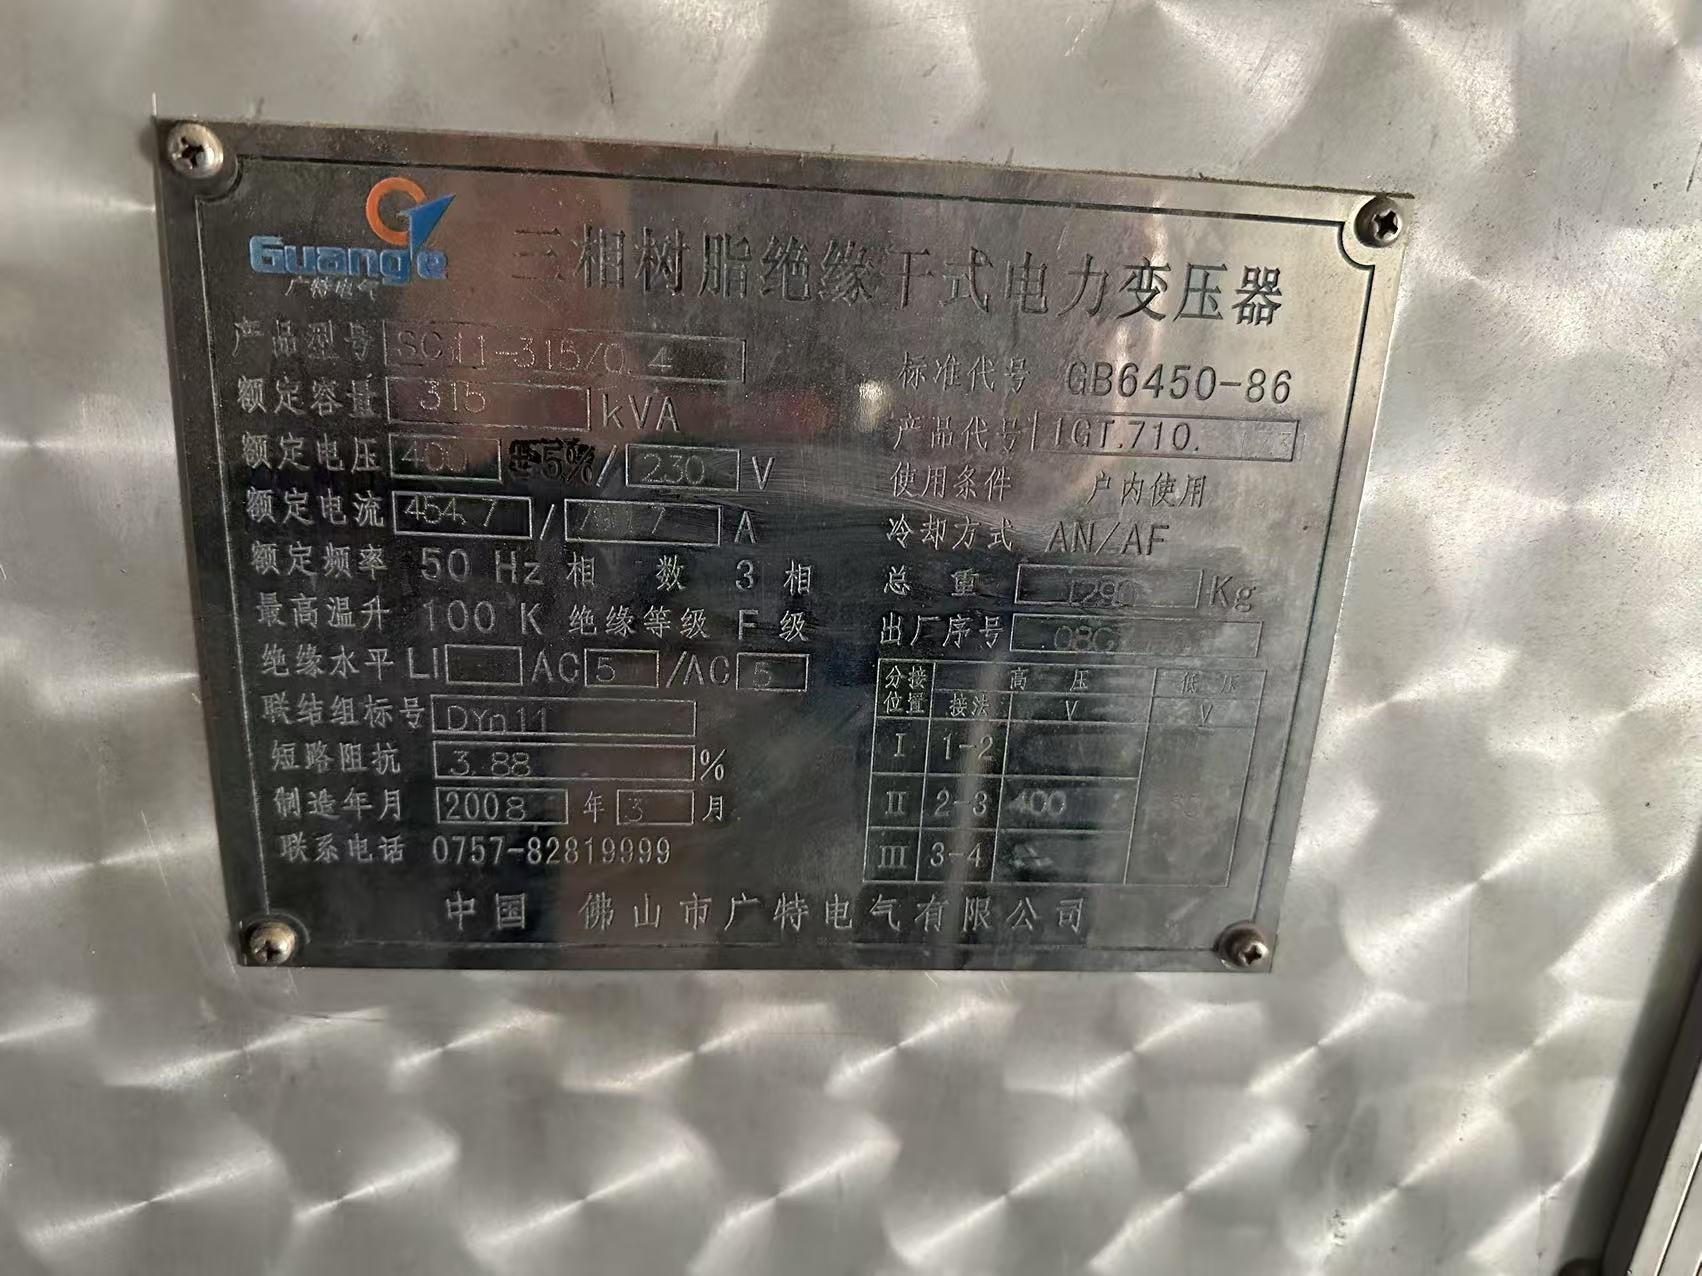 Guangte
广特电气
三相树脂绝缘干式电力变压器
产品型号 SC11-315/0.4
额定容量 315 kVA
额定电压 400 ±5%/ 230 V
额定电流 454.7 / A
额定频率 50 Hz 相数 3 相
最高温升 100 K 绝缘等级 F 级
绝缘水平 LI AC 5 /AC 5
联结组标号 DYn11
短路阻抗 3.88 %
制造年月 2008 年 3 月
联系电话 0757-82819999
标准代号 GB6450-86
产品代号 1GT.710.
使用条件 户内使用
冷却方式 AN/AF
总重 1290 Kg
出厂序号
分接位置 高压 低压
接法 V V
I 1-2
II 2-3 400
III 3-4
中国 佛山市广特电气有限公司